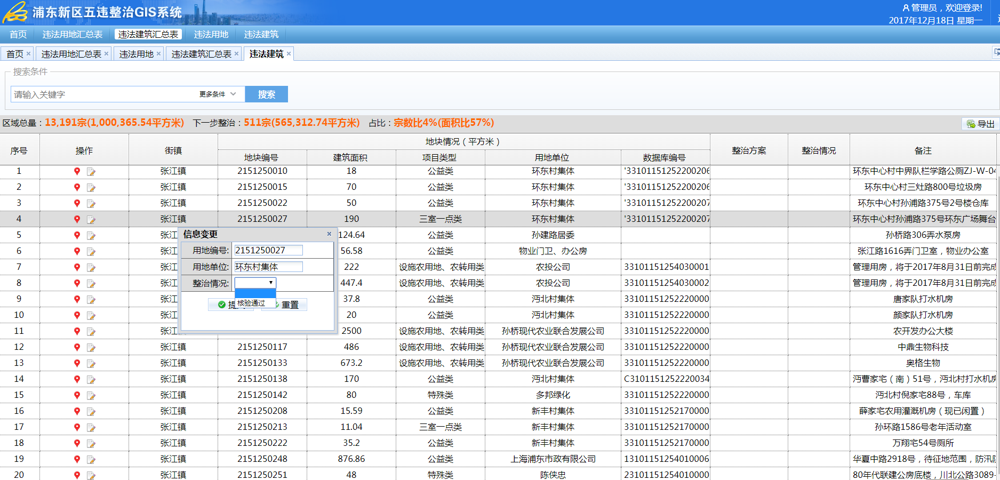 浦东新区五违整治GIS系统
管理员，欢迎登录!
2017年12月18日 星期一
首页 违法用地汇总表 违法建筑汇总表 违法用地 违法建筑
首页 × 违法用地汇总表 × 违法用地 × 违法建筑汇总表 × 违法建筑 ×
搜索条件
请输入关键字 更多条件 搜索
区域总量：13,191宗(1,000,365.54平方米) 下一步整治：511宗(565,312.74平方米) 占比：宗数比4%(面积比57%)
导出
序号 操作 街镇 地块情况（平方米） 整治方案 整治情况 备注
地块编号 建筑面积 项目类型 用地单位 数据库编号
1 张江镇 2151250010 18 公益类 环东村集体 '33101151252200206 环东中心村中界队栏学路公厕ZJ-W-04
2 张江镇 2151250015 70 公益类 环东村集体 '33101151252200206 环东中心村三灶路800号垃圾房
3 张江镇 2151250022 50 公益类 环东村集体 '33101151252200207 环东中心村孙浦路375号2号楼仓库
4 张江镇 2151250027 190 三室一点类 环东村集体 '33101151252200207 环东中心村孙浦路375号环东广场舞台
5 张江 124.64 公益类 孙建路居委 孙桥路306弄水泵房
6 张江 56.58 公益类 物业门卫、办公房 张江路1616弄门卫室，物业办公室
7 张江 222 设施农用地、农转用类 农投公司 33101151254030001 管理用房，将于2017年8月31日前完成
8 张江 447.4 设施农用地、农转用类 农投公司 33101151254030002 管理用房，将于2017年8月31日前完成
9 张江 37.8 公益类 沔北村集体 33101151252220000 唐家队打水机房
10 张江 20 公益类 沔北村集体 33101151252220000 颜家队打水机房
11 张江 2500 设施农用地、农转用类 孙桥现代农业联合发展公司 33101151252220000 农开发办公大楼
12 张江镇 2151250117 486 设施农用地、农转用类 孙桥现代农业联合发展公司 33101151252220000 中鼎生物科技
13 张江镇 2151250133 673.2 设施农用地、农转用类 孙桥现代农业联合发展公司 33101151252220000 奥格生物
14 张江镇 2151250138 170 公益类 沔北村集体 C3101151252220034 沔曹家宅（南）51号，沔北村打水机房
15 张江镇 2151250142 80 特殊类 多邦绿化 33101151252220000 沔北村倪家宅88号，车库
16 张江镇 2151250208 15.59 公益类 新丰村集体 33101151252170000 薛家宅农用灌溉机房（现已闲置）
17 张江镇 2151250213 11.04 三室一点类 新丰村集体 33101151252170000 孙环路1586号老年活动室
18 张江镇 2151250222 35.2 公益类 新丰村集体 33101151252170000 万翔宅54号厕所
19 张江镇 2151250248 876.86 公益类 上海浦东市政有限公司 13101151254010006 华夏中路2918号，待征地范围，防汛
20 张江镇 2151250251 48 特殊类 陈侠忠 23101151254010000 80年代联建公房底楼，川北公路3089-
信息变更 ×
用地编号: 2151250027
用地单位: 环东村集体
整治情况:
核验通过
提 重置